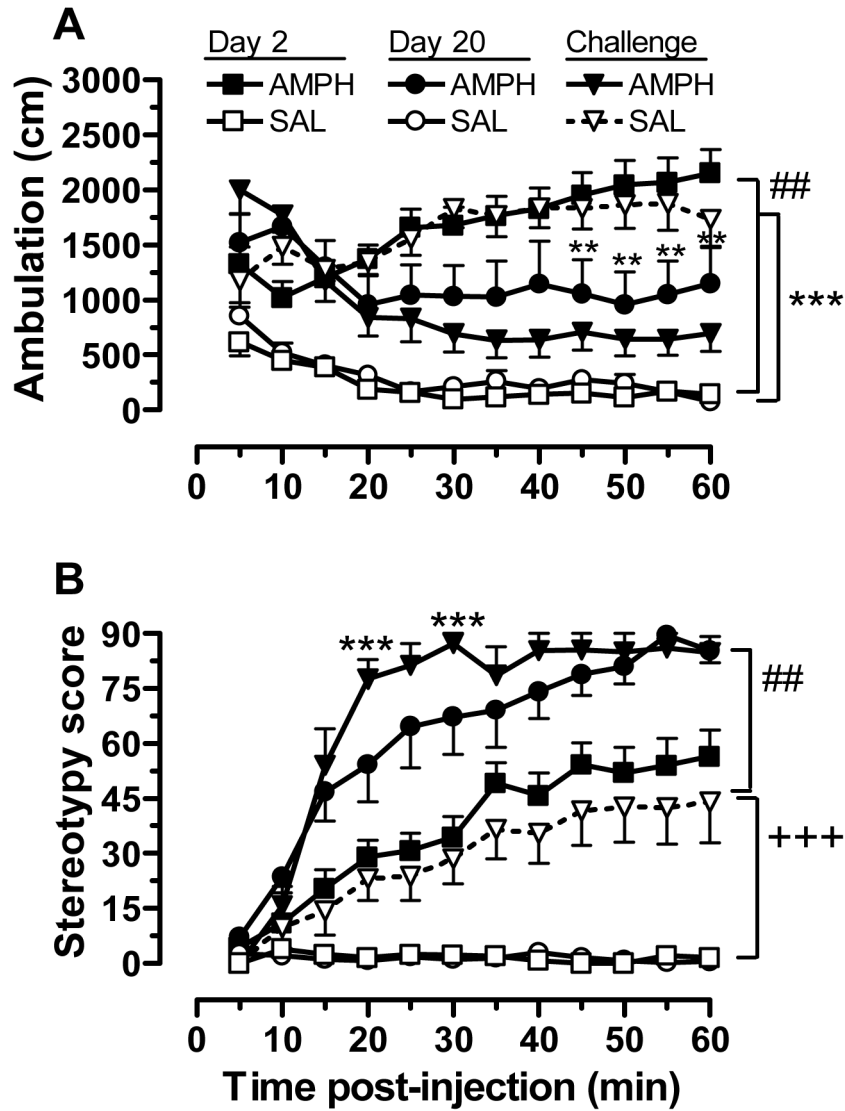 A
Day 2 Day 20 Challenge
AMPH AMPH AMPH
SAL SAL SAL
Ambulation (cm)
3000
2500
2000
1500
1000
500
0
##
***
** ** ** **
0 10 20 30 40 50 60
B
Stereotypy score
90
75
60
45
30
15
0
*** ***
##
+++
0 10 20 30 40 50 60
Time post-injection (min)